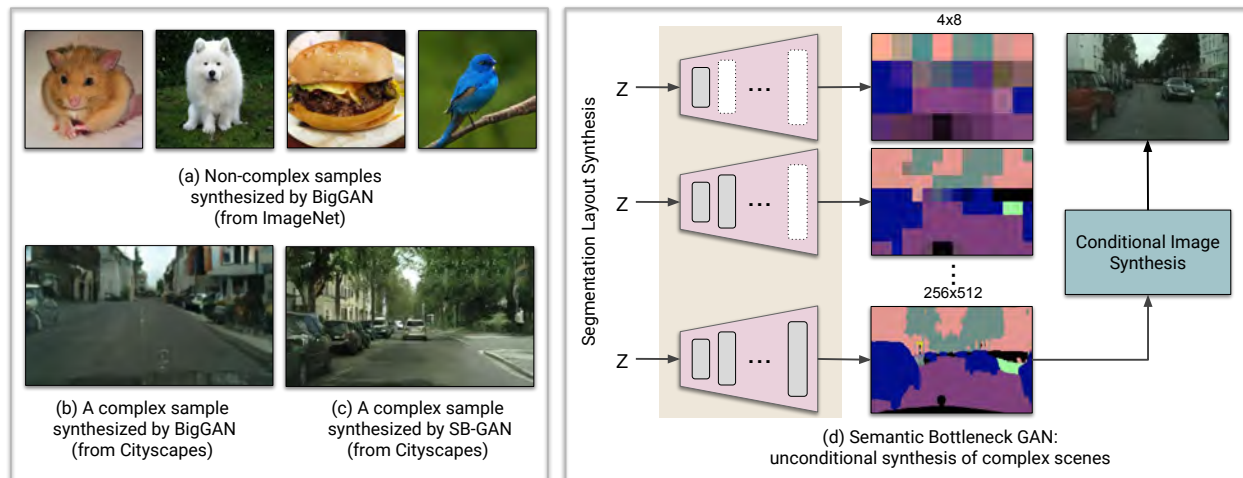 (a) Non-complex samples
synthesized by BigGAN
(from ImageNet)
(b) A complex sample
synthesized by BigGAN
(from Cityscapes)
(c) A complex sample
synthesized by SB-GAN
(from Cityscapes)
Segmentation Layout Synthesis
4x8
Z
...
Z
...
256x512
Z
...
Conditional Image
Synthesis
(d) Semantic Bottleneck GAN:
unconditional synthesis of complex scenes